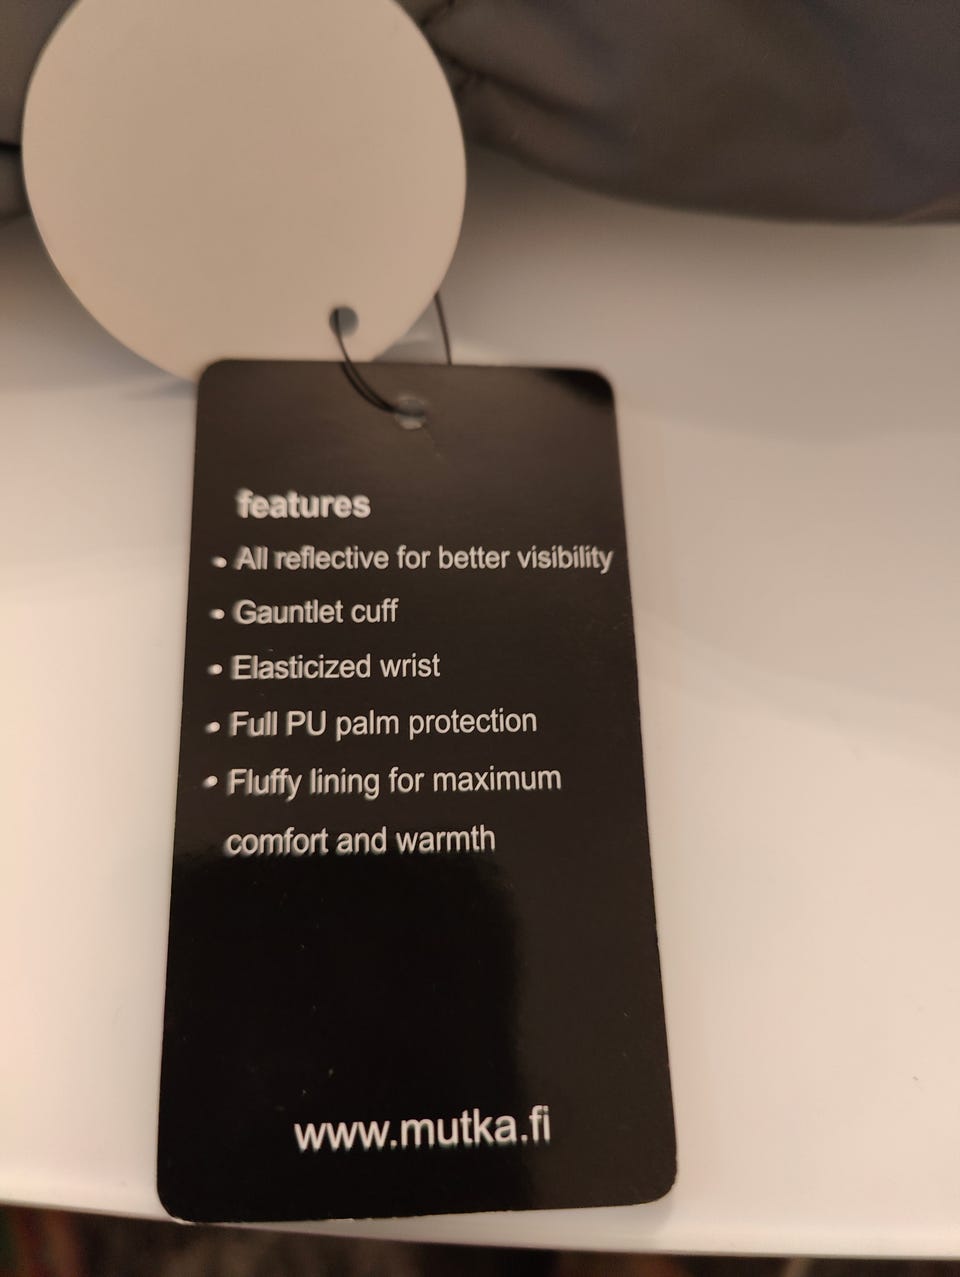 features
• All reflective for better visibility
• Gauntlet cuff
• Elasticized wrist
• Full PU palm protection
• Fluffy lining for maximum
comfort and warmth
www.mutka.fi